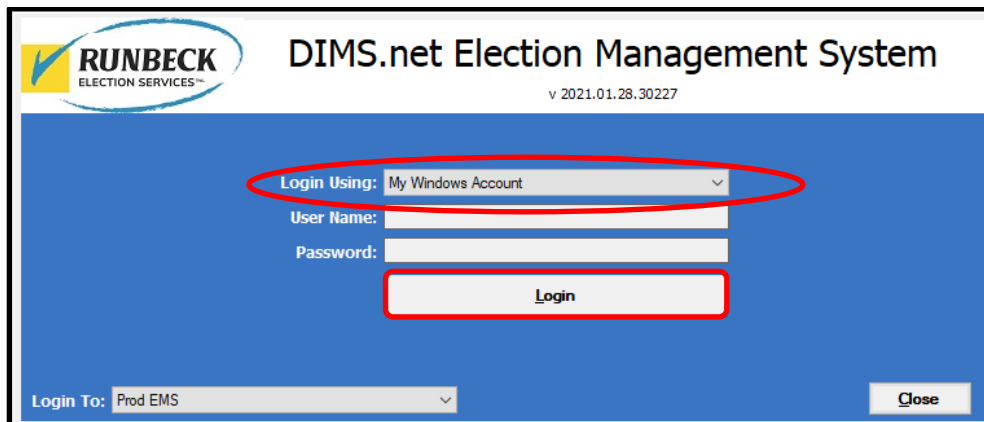 RUNBECK
ELECTION SERVICES℠
DIMS.net Election Management System
v 2021.01.28.30227
Login Using: My Windows Account
User Name:
Password:
Login
Login To: Prod EMS
Close